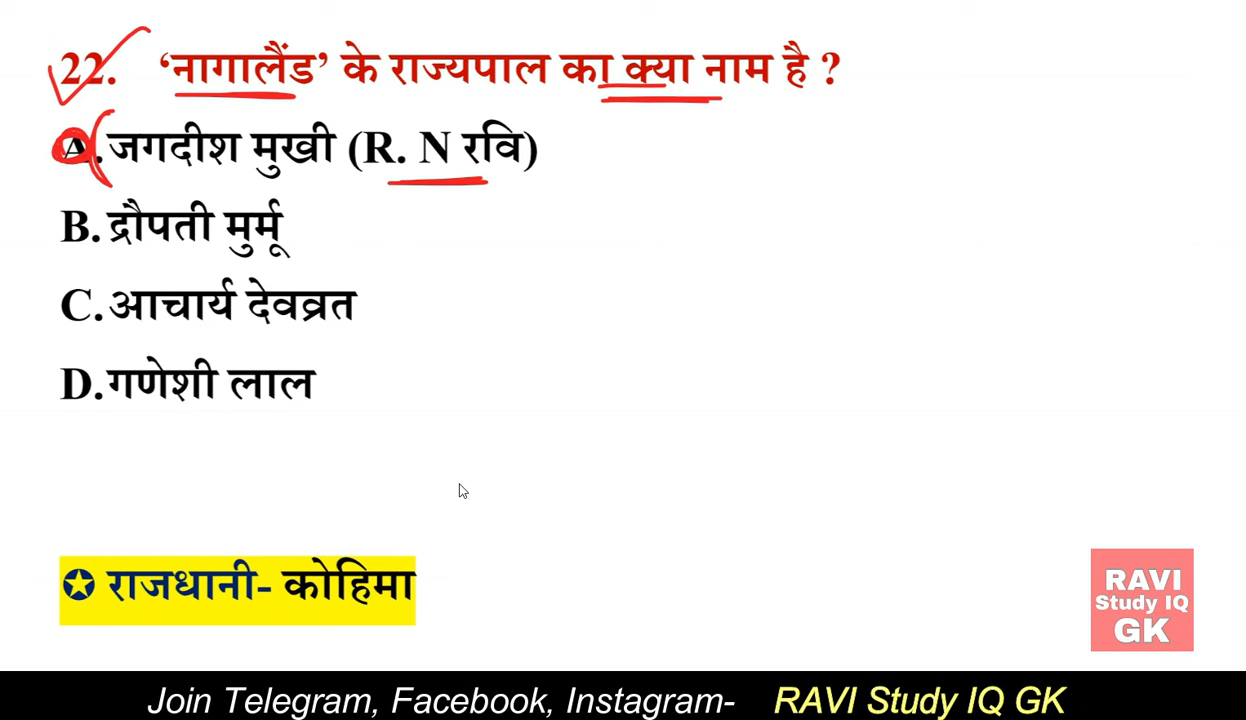 22. ‘नागालैंड’ के राज्यपाल का क्या नाम है ?
A. जगदीश मुखी (R. N रवि)
B. द्रौपती मुर्मू
C. आचार्य देवव्रत
D. गणेशी लाल
✪ राजधानी- कोहिमा
RAVI
Study IQ
GK
Join Telegram, Facebook, Instagram- RAVI Study IQ GK